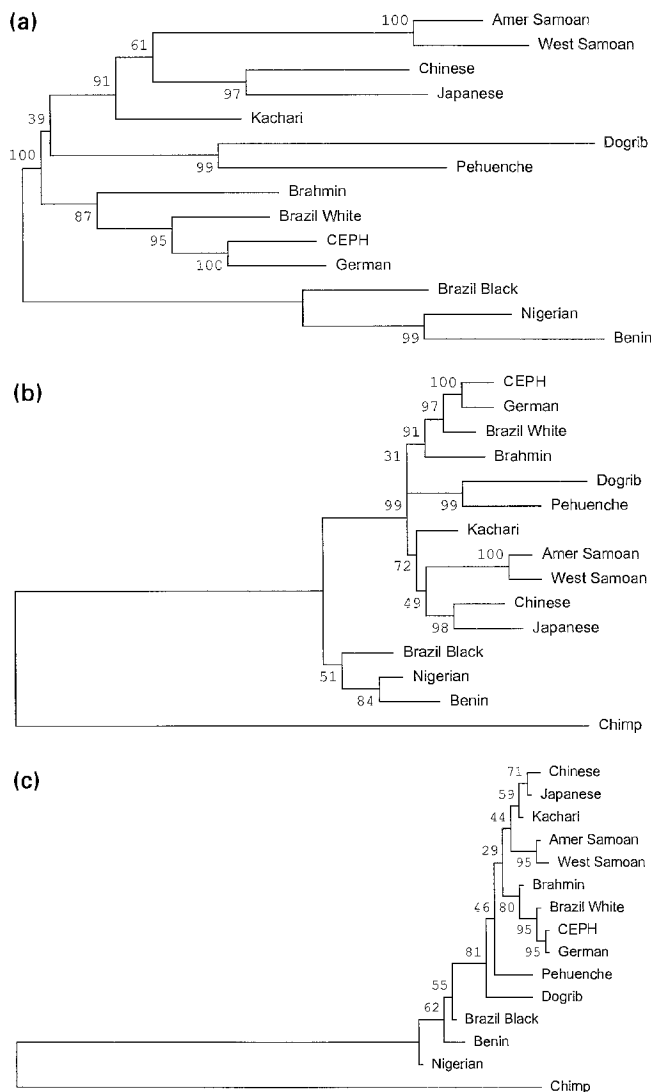 (a)
100 Amer Samoan
61 West Samoan
Chinese
91
97 Japanese
39 Kachari
Dogrib
100
99 Pehuenche
Brahmin
87 Brazil White
95 CEPH
100 German
Brazil Black
Nigerian
99 Benin
(b)
100 CEPH
97 German
91 Brazil White
31 Brahmin
Dogrib
99 99 Pehuenche
Kachari
72 100 Amer Samoan
West Samoan
49 Chinese
98 Japanese
Brazil Black
51 Nigerian
84 Benin
Chimp
(c)
71 Chinese
59 Japanese
44 Kachari
Amer Samoan
29 95 West Samoan
Brahmin
46 80 Brazil White
95 CEPH
81 95 German
Pehuenche
55 Dogrib
62 Brazil Black
Benin
Nigerian
Chimp